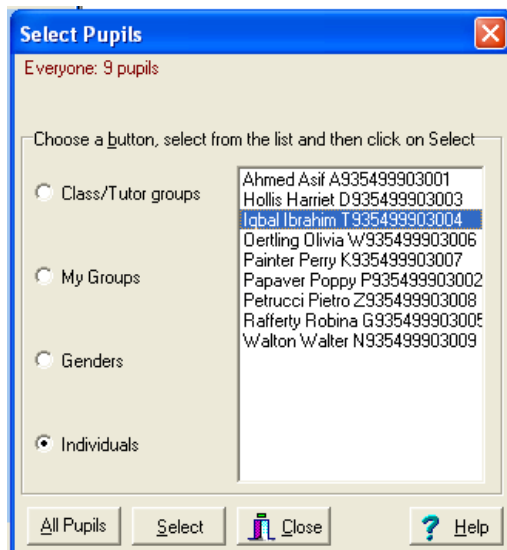 Select Pupils
Everyone: 9 pupils
Choose a button, select from the list and then click on Select
Class/Tutor groups
My Groups
Genders
Individuals
Ahmed Asif A935499903001
Hollis Harriet D935499903003
Iqbal Ibrahim T935499903004
Oertling Olivia W935499903006
Painter Perry K935499903007
Papaver Poppy P935499903002
Petrucci Pietro Z935499903008
Rafferty Robina G935499903005
Walton Walter N935499903009
All Pupils Select Close ? Help